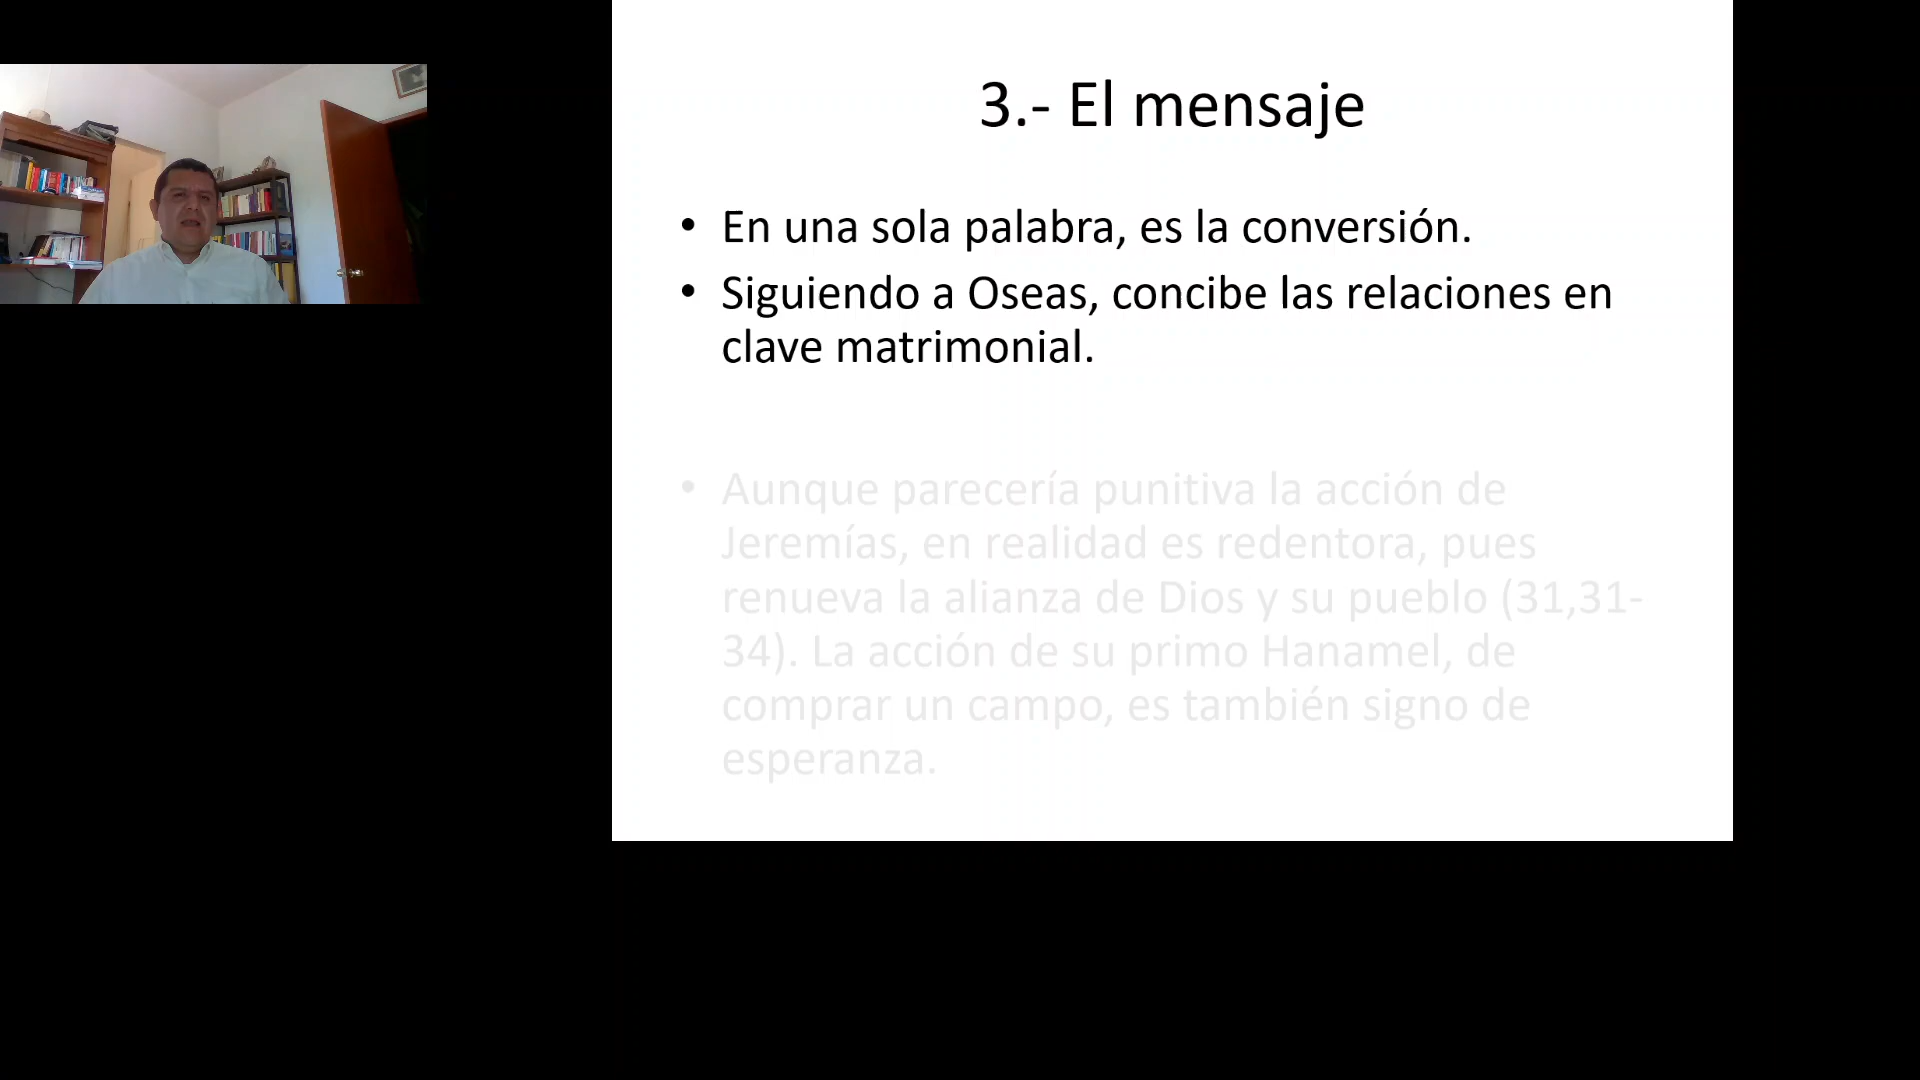 3.- El mensaje
• En una sola palabra, es la conversión.
• Siguiendo a Oseas, concibe las relaciones en
clave matrimonial.
• Aunque parecería punitiva la acción de
Jeremías, en realidad es redentora, pues
renueva la alianza de Dios y su pueblo (31,31-
34). La acción de su primo Hanamel, de
comprar un campo, es también signo de
esperanza.